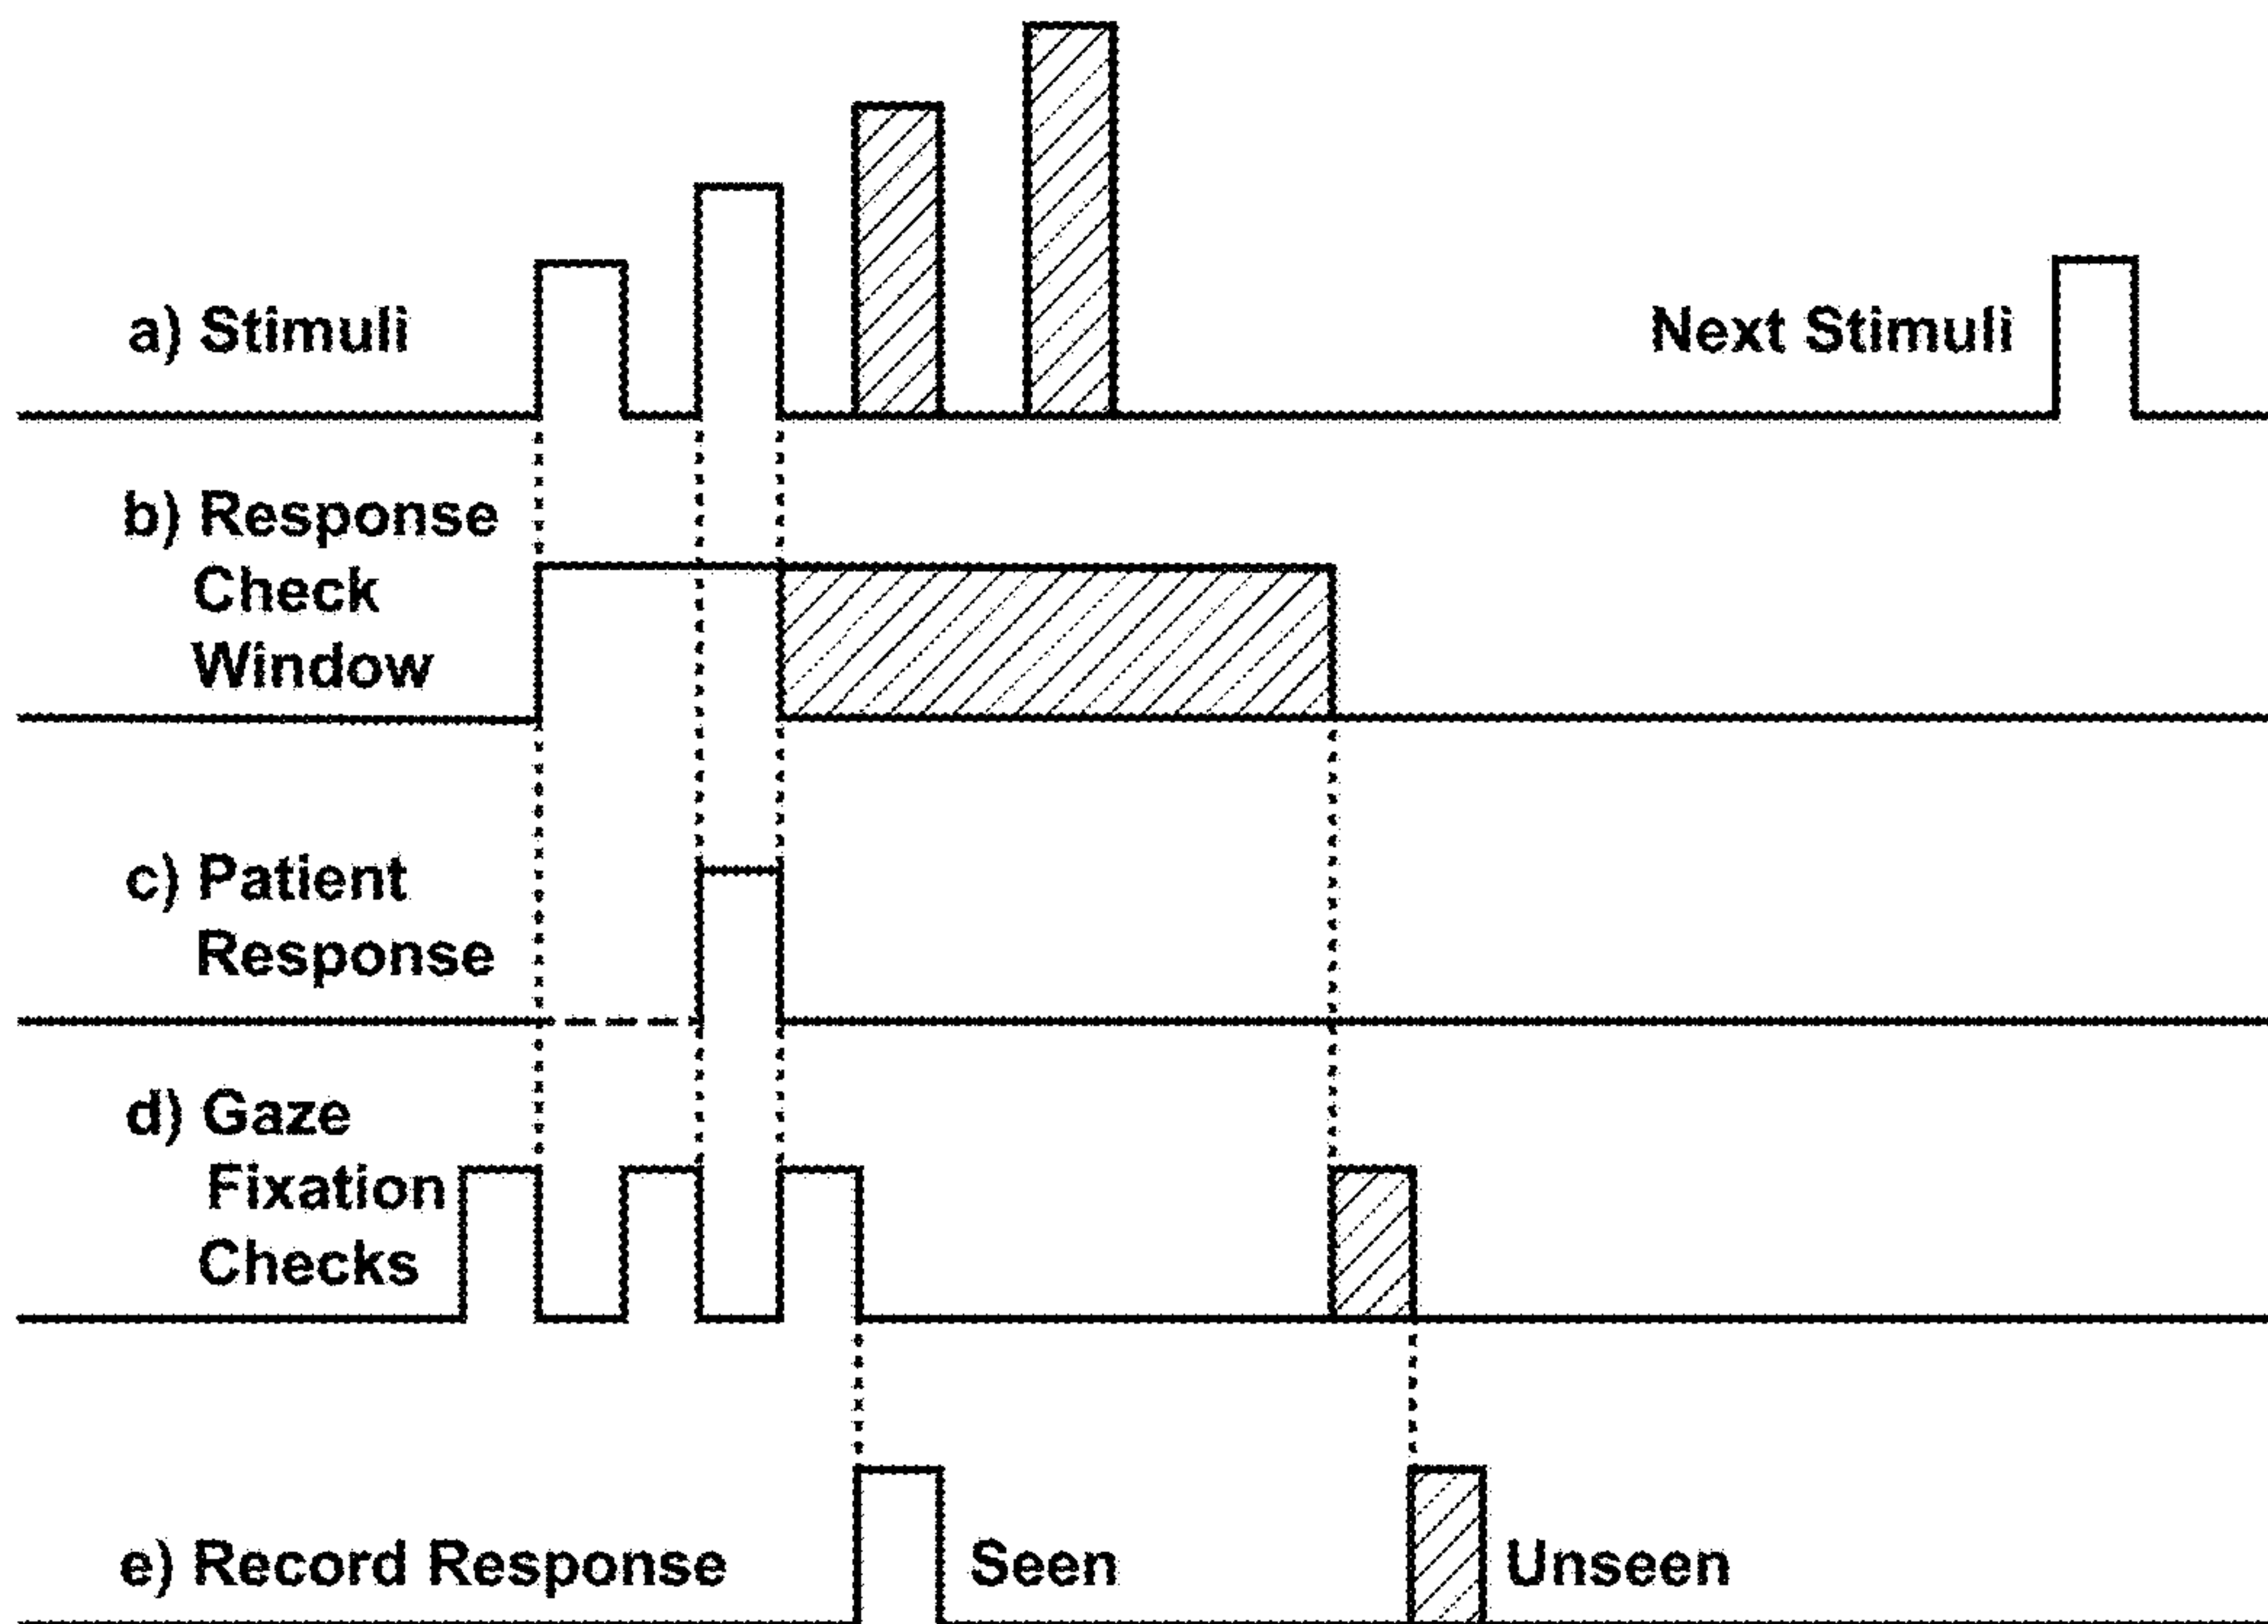 a) Stimuli
Next Stimuli
b) Response
Check
Window
c) Patient
Response
d) Gaze
Fixation
Checks
e) Record Response
Seen
Unseen